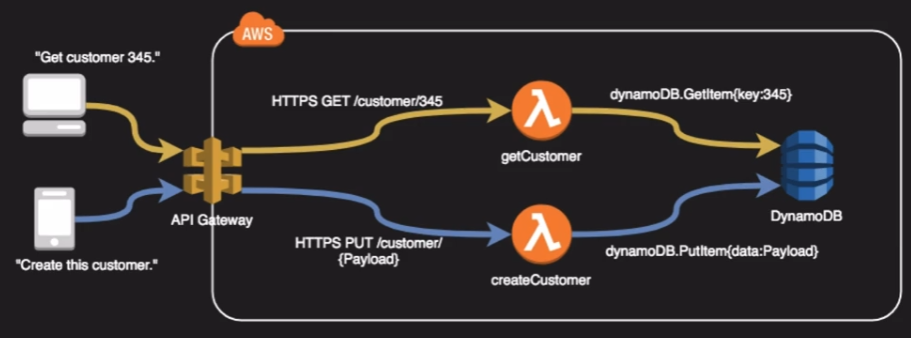 AWS
"Get customer 345."
HTTPS GET /customer/345
dynamoDB.GetItem{key:345}
getCustomer
API Gateway
DynamoDB
HTTPS PUT /customer/
{Payload}
dynamoDB.PutItem{data:Payload}
"Create this customer."
createCustomer